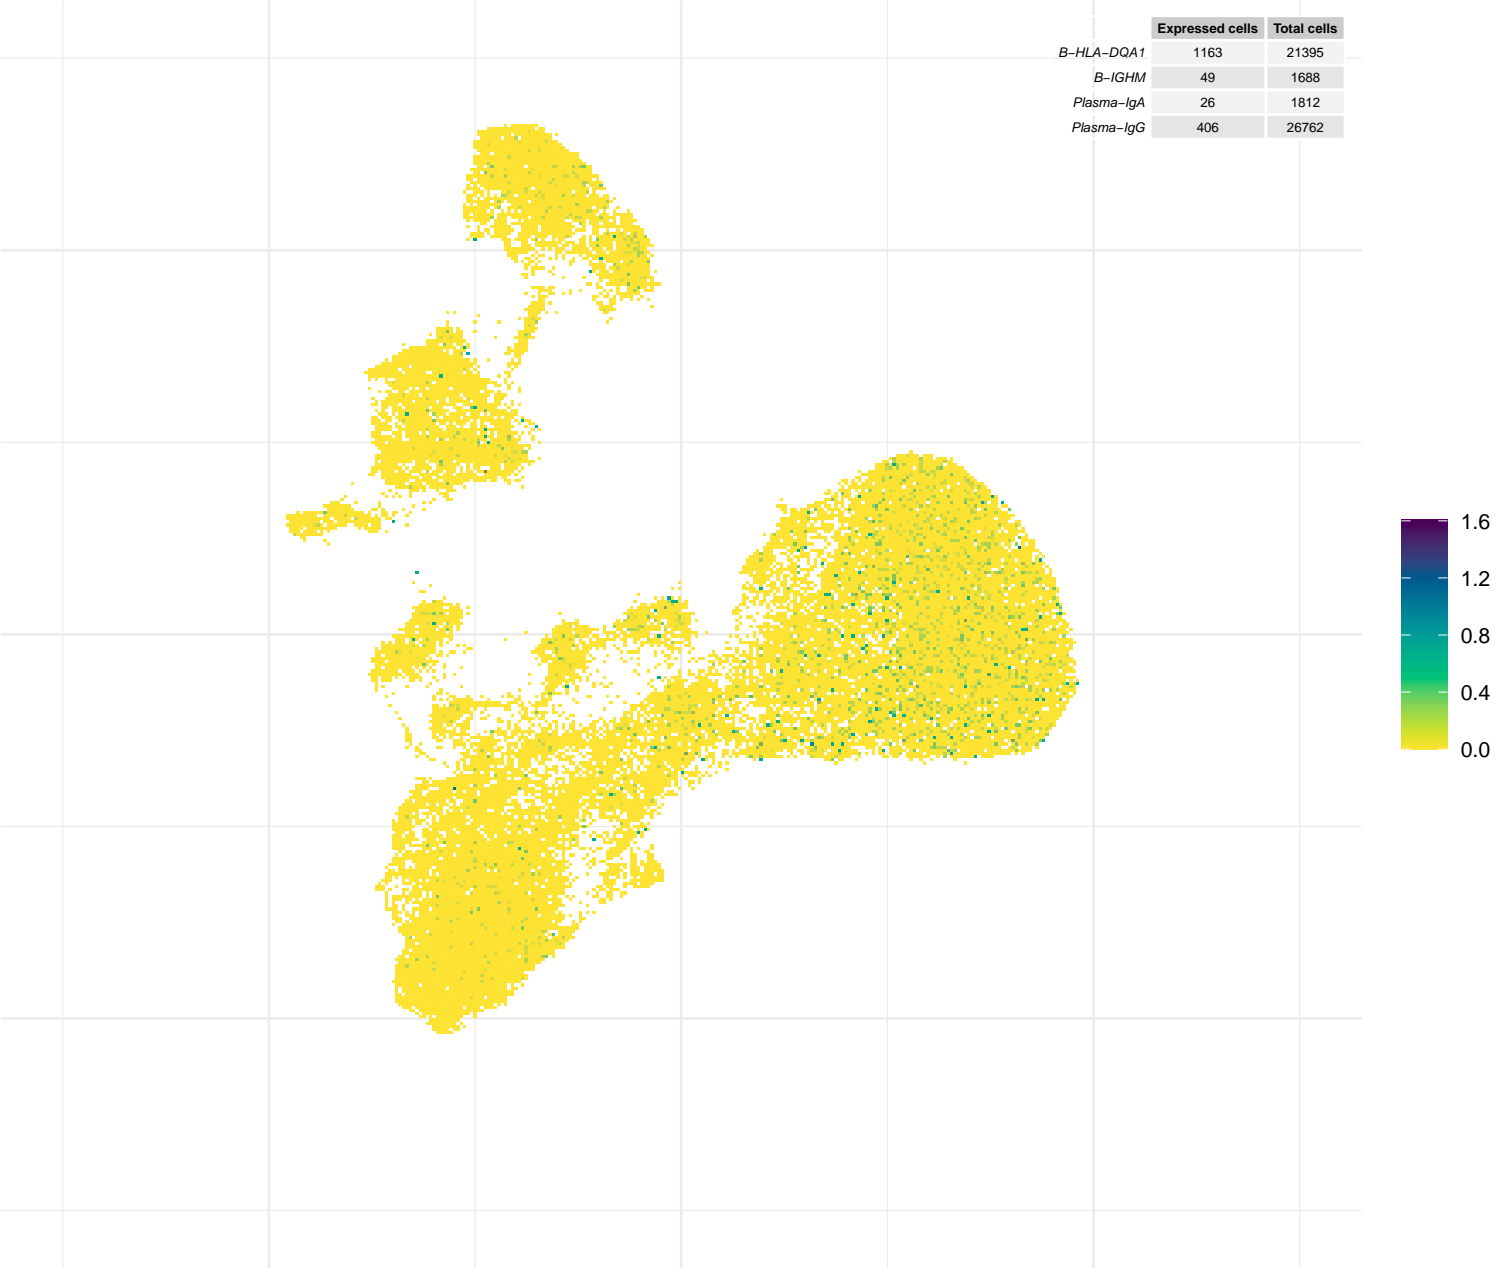 Expressed cells Total cells
B−HLA−DQA1 1163 21395
B−IGHM 49 1688
Plasma−IgA 26 1812
Plasma−IgG 406 26762
1.6
1.2
0.8
0.4
0.0